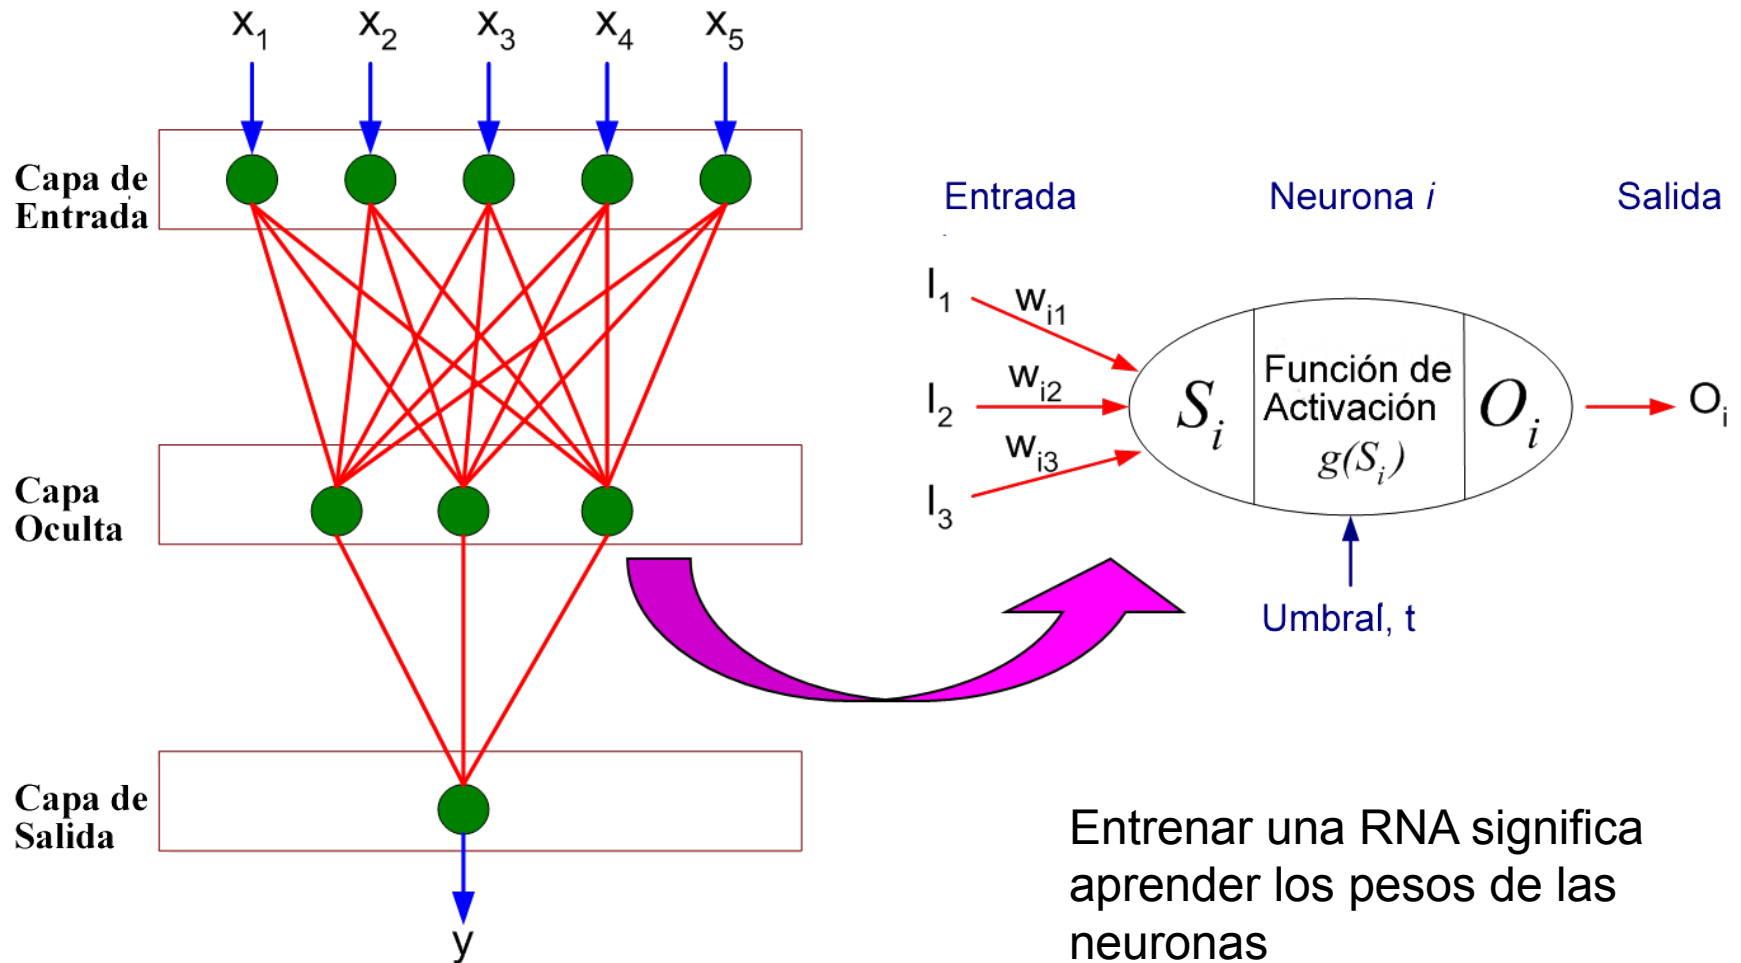 x1 x2 x3 x4 x5
Capa de
Entrada
Capa
Oculta
Capa de
Salida
y
Entrada Neurona i Salida
I1
wi1
I2
wi2
I3
wi3
Si
Función de
Activación
g(Si)
Oi
Oi
Umbral, t
Entrenar una RNA significa
aprender los pesos de las
neuronas